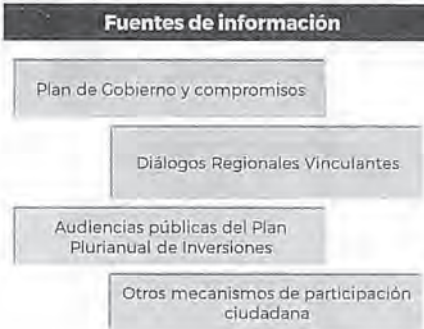 Fuentes de información
Plan de Gobierno y compromisos
Diálogos Regionales Vinculantes
Audiencias públicas del Plan
Plurianual de Inversiones
Otros mecanismos de participación
ciudadana